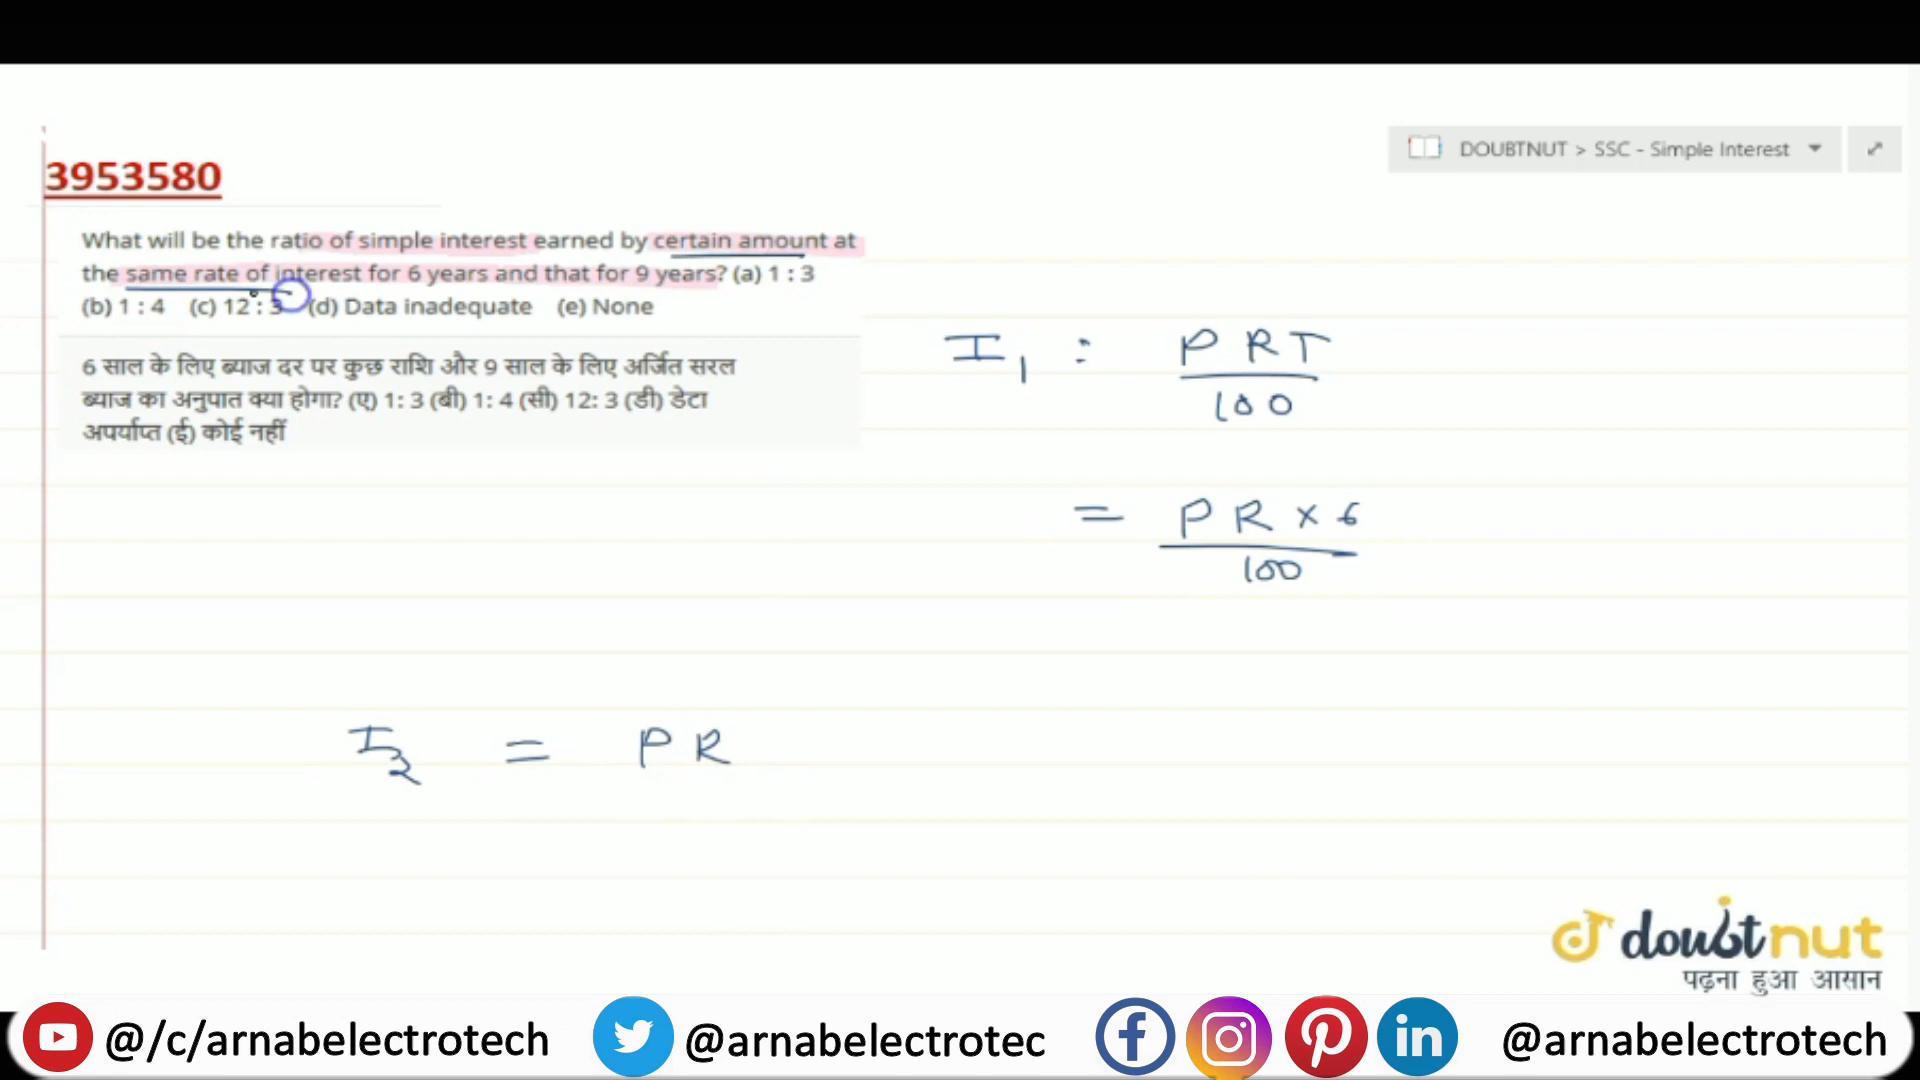 DOUBTNUT > SSC - Simple Interest
3953580
What will be the ratio of simple interest earned by certain amount at
the same rate of interest for 6 years and that for 9 years? (a) 1 : 3
(b) 1 : 4 (c) 12 : 3 (d) Data inadequate (e) None
6 साल के लिए ब्याज दर पर कुछ राशि और 9 साल के लिए अर्जित सरल
ब्याज का अनुपात क्या होगा? (ए) 1: 3 (बी) 1: 4 (सी) 12: 3 (डी) डेटा
अपर्याप्त (ई) कोई नहीं
I₁ : PRT
100
= PR × 6
100
I₂ = PR
doubtnut
पढ़ना हुआ आसान
@/c/arnabelectrotech @arnabelectrotec @arnabelectrotech